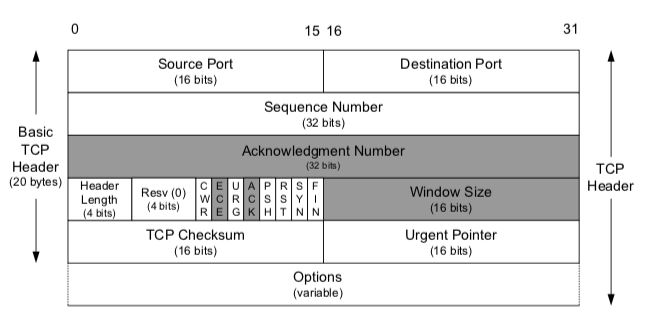 0 15 16 31
Source Port
(16 bits)
Destination Port
(16 bits)
Sequence Number
(32 bits)
Basic
TCP
Header
(20 bytes)
Acknowledgment Number
(32 bits)
TCP
Header
Header
Length
(4 bits)
Resv (0)
(4 bits)
CWR
ECE
URG
ACK
PSH
RST
SYN
FIN
Window Size
(16 bits)
TCP Checksum
(16 bits)
Urgent Pointer
(16 bits)
Options
(variable)